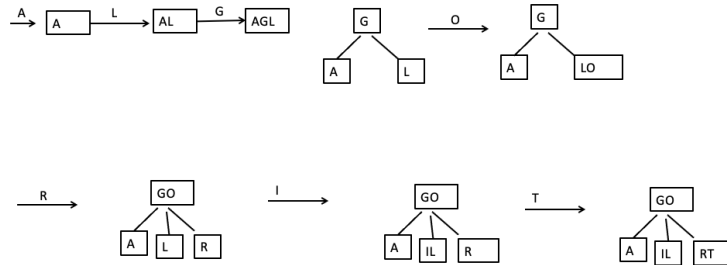 A L G
A AL AGL
G O G
A L A LO
R I T
GO GO GO
A L R A IL R A IL RT